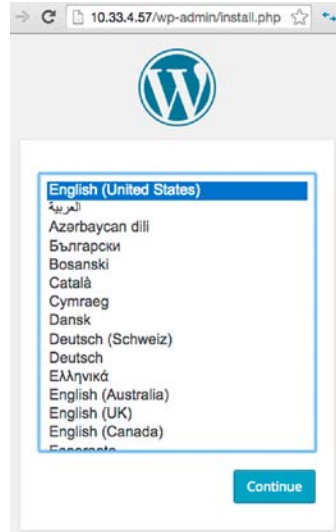 10.33.4.57/wp-admin/install.php
English (United States)
العربية
Azərbaycan dili
Български
Bosanski
Català
Cymraeg
Dansk
Deutsch (Schweiz)
Deutsch
Ελληνικά
English (Australia)
English (UK)
English (Canada)
Esperanto
Continue